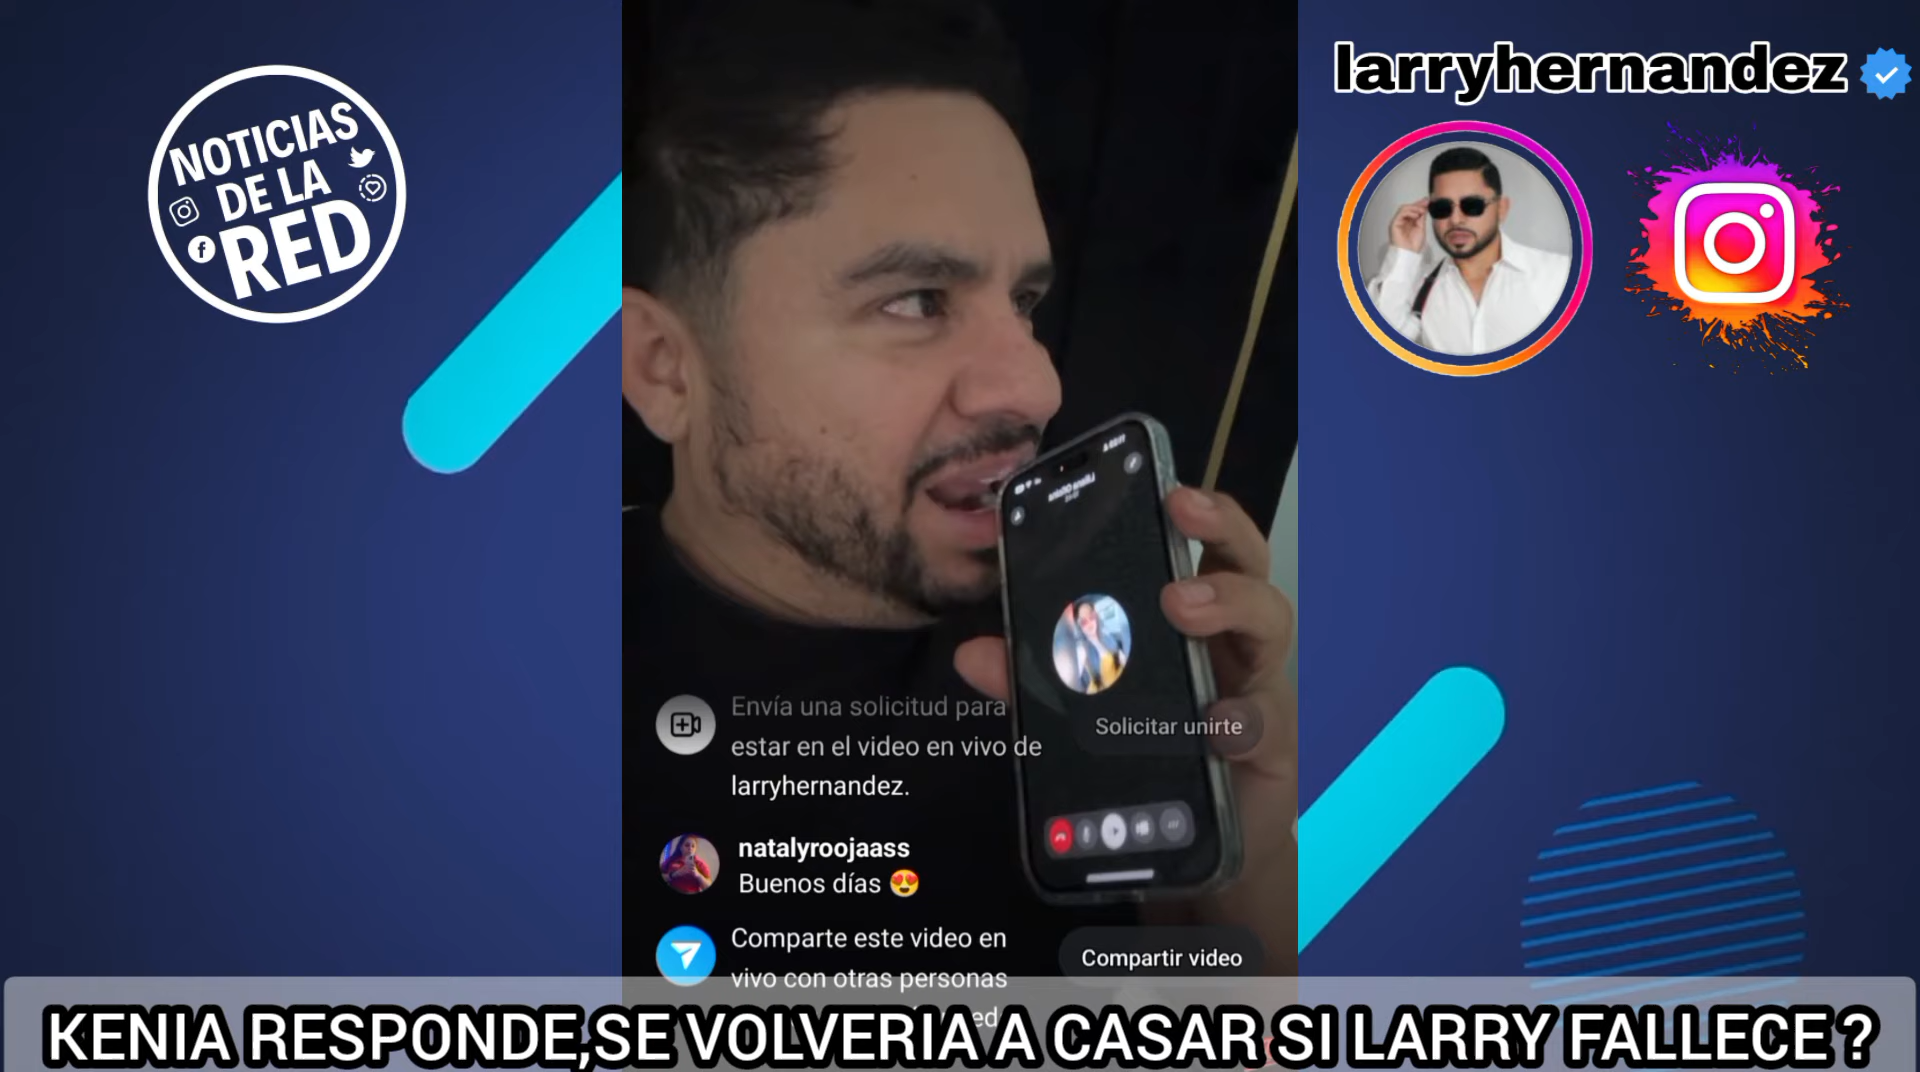 NOTICIAS
DE LA
RED
larryhernandez
Envía una solicitud para
estar en el video en vivo de
larryhernandez.
Solicitar unirte
natalyroojaass
Buenos días 😍
Comparte este video en
vivo con otras personas
Compartir video
KENIA RESPONDE,SE VOLVERIA A CASAR SI LARRY FALLECE ?